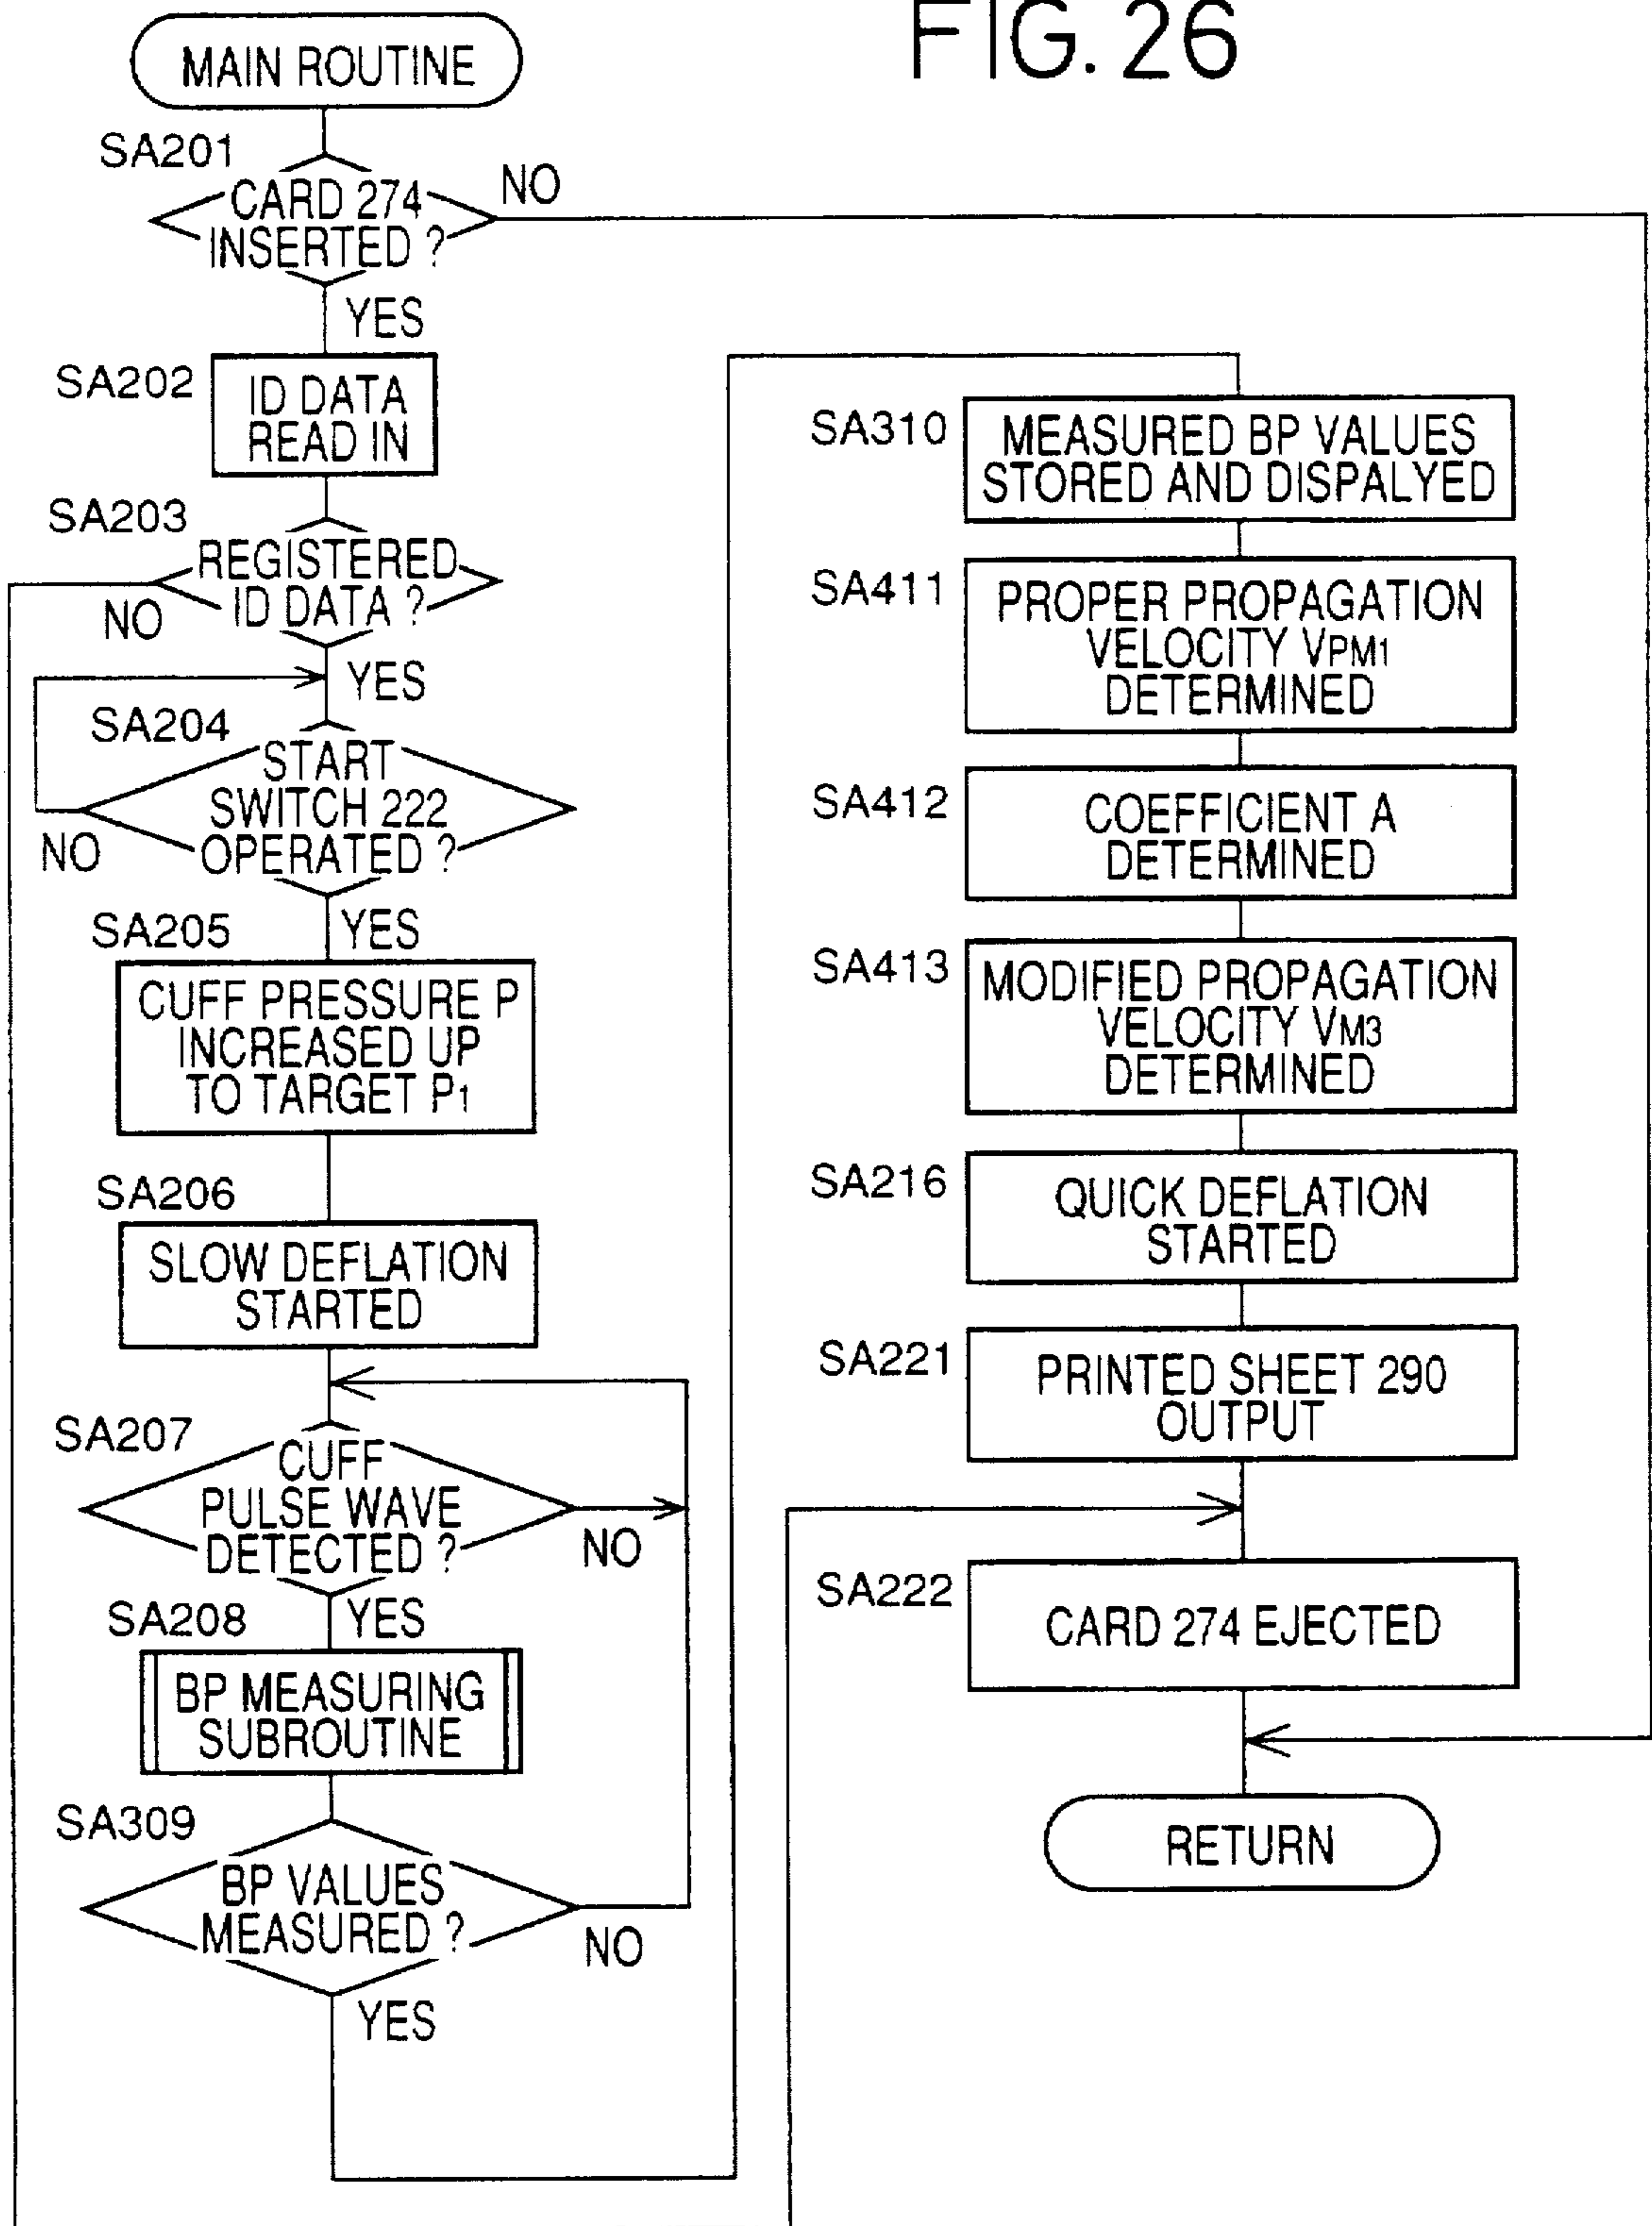 FIG. 26
MAIN ROUTINE
SA201
CARD 274
INSERTED ?
NO
YES
SA202
ID DATA
READ IN
SA203
REGISTERED
ID DATA ?
NO
YES
SA204
START
SWITCH 222
OPERATED ?
NO
YES
SA205
CUFF PRESSURE P
INCREASED UP
TO TARGET P1
SA206
SLOW DEFLATION
STARTED
SA207
CUFF
PULSE WAVE
DETECTED ?
NO
YES
SA208
BP MEASURING
SUBROUTINE
SA309
BP VALUES
MEASURED ?
NO
YES
SA310
MEASURED BP VALUES
STORED AND DISPALYED
SA411
PROPER PROPAGATION
VELOCITY VPM1
DETERMINED
SA412
COEFFICIENT A
DETERMINED
SA413
MODIFIED PROPAGATION
VELOCITY VM3
DETERMINED
SA216
QUICK DEFLATION
STARTED
SA221
PRINTED SHEET 290
OUTPUT
SA222
CARD 274 EJECTED
RETURN